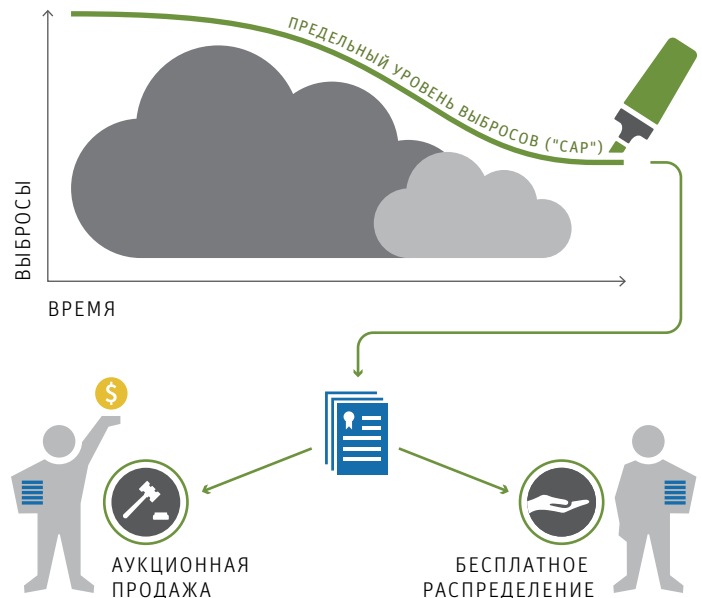 ПРЕДЕЛЬНЫЙ УРОВЕНЬ ВЫБРОСОВ ("CAP")
ВЫБРОСЫ
ВРЕМЯ
$
АУКЦИОННАЯ
ПРОДАЖА
БЕСПЛАТНОЕ
РАСПРЕДЕЛЕНИЕ